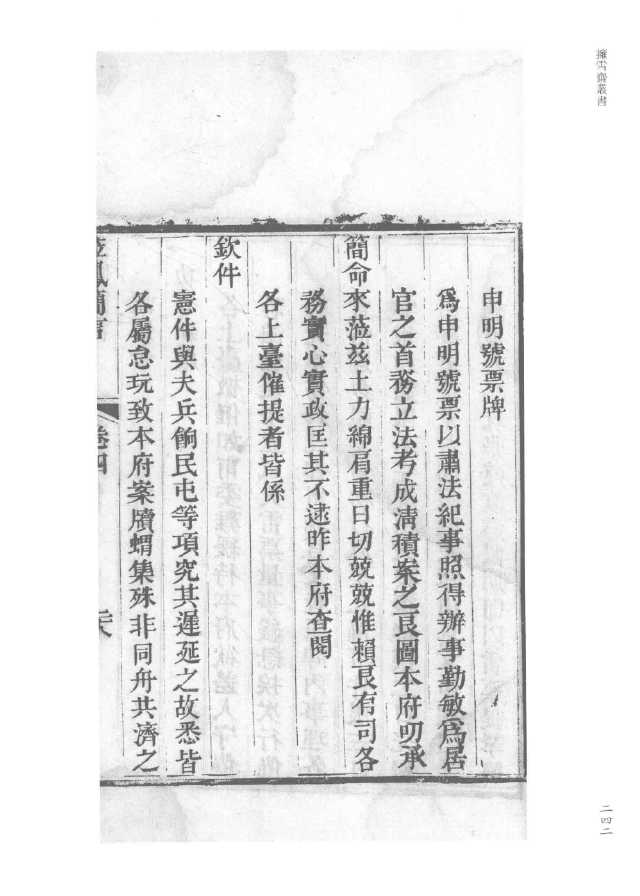 擁雪齋叢書
申明號票牌
爲申明號票以肅法紀事照得辦事勤敏爲居
官之首務立法考成淸積案之艮圖本府叨承
簡命來蒞兹土力綿肩重日切兢兢惟賴艮有司各
務實心實政匡其不逮昨本府查閱
各上臺催提者皆係
欽件
憲件與夫兵餉民屯等項究其遲延之故悉皆
各屬怠玩致本府案牘蝟集殊非同舟共濟之
卷四
二四二